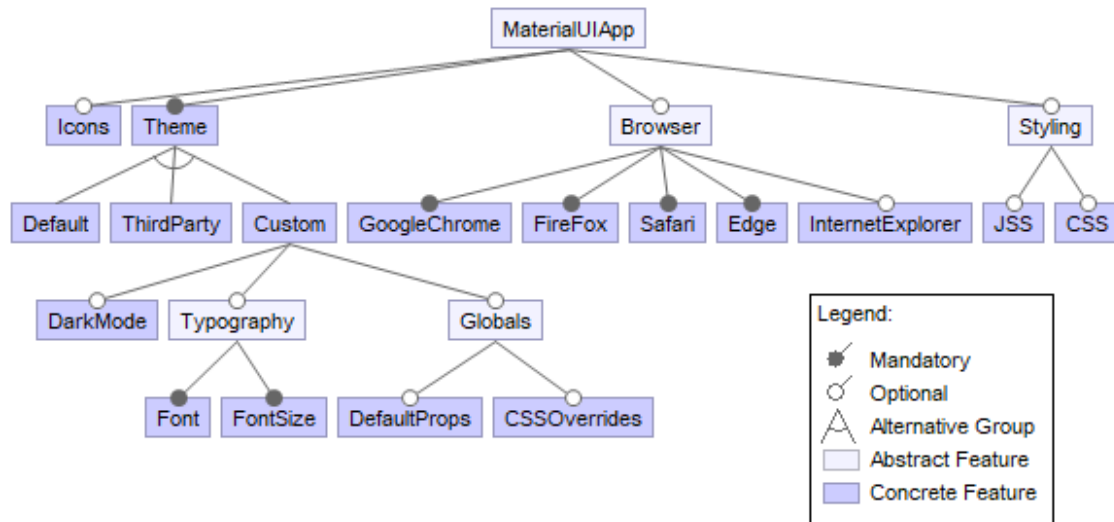 MaterialUIApp
Icons Theme Browser Styling
Default ThirdParty Custom GoogleChrome FireFox Safari Edge InternetExplorer JSS CSS
DarkMode Typography Globals
Font FontSize DefaultProps CSSOverrides
Legend:
Mandatory
Optional
Alternative Group
Abstract Feature
Concrete Feature